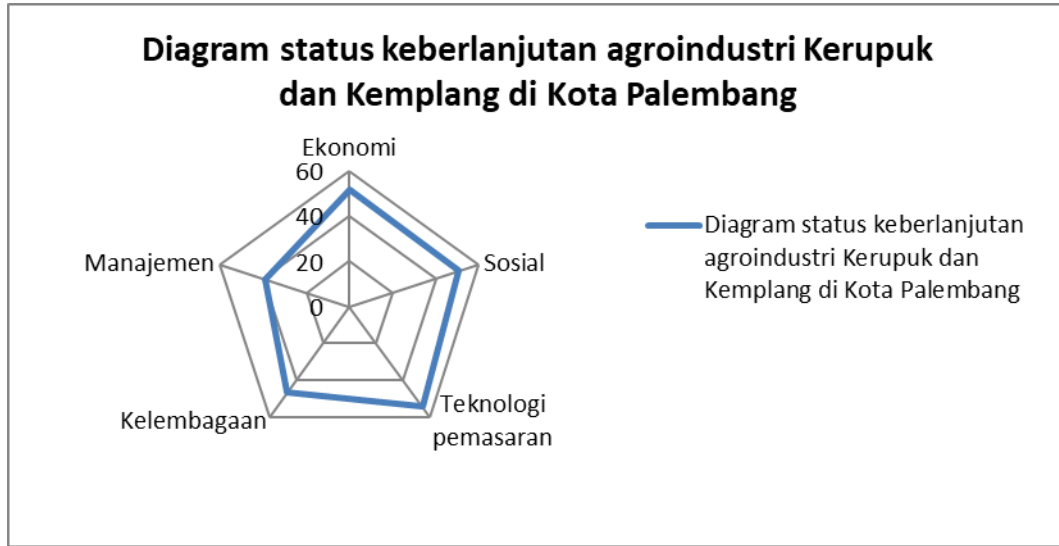 Diagram status keberlanjutan agroindustri Kerupuk
dan Kemplang di Kota Palembang
Ekonomi
60
40
20
0
Manajemen
Sosial
Kelembagaan
Teknologi
pemasaran
Diagram status keberlanjutan
agroindustri Kerupuk dan
Kemplang di Kota Palembang